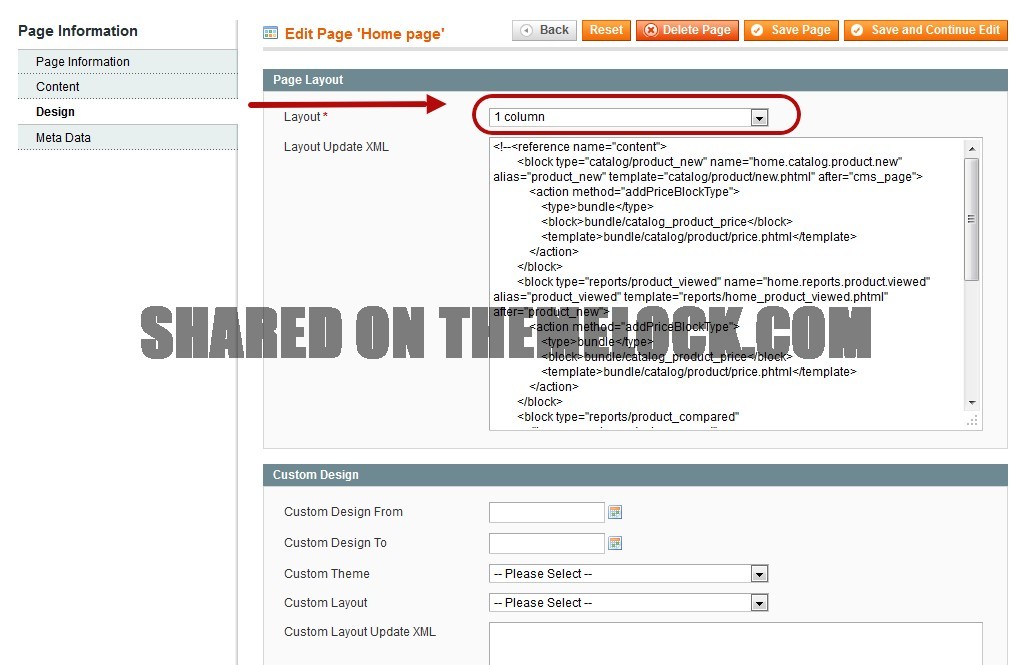 Page Information
Page Information
Content
Design
Meta Data
Edit Page 'Home page'
Back
Reset
Delete Page
Save Page
Save and Continue Edit
Page Layout
Layout *
1 column
Layout Update XML
<!--<reference name="content">
<block type="catalog/product_new" name="home.catalog.product.new"
alias="product_new" template="catalog/product/new.phtml" after="cms_page">
<action method="addPriceBlockType">
<type>bundle</type>
<block>bundle/catalog_product_price</block>
<template>bundle/catalog/product/price.phtml</template>
</action>
</block>
<block type="reports/product_viewed" name="home.reports.product.viewed"
alias="product_viewed" template="reports/home_product_viewed.phtml"
after="product_new">
<action method="addPriceBlockType">
<type>bundle</type>
<block>bundle/catalog_product_price</block>
<template>bundle/catalog/product/price.phtml</template>
</action>
</block>
<block type="reports/product_compared"
SHARED ON THEMELOCK.COM
Custom Design
Custom Design From
Custom Design To
Custom Theme
-- Please Select --
Custom Layout
-- Please Select --
Custom Layout Update XML